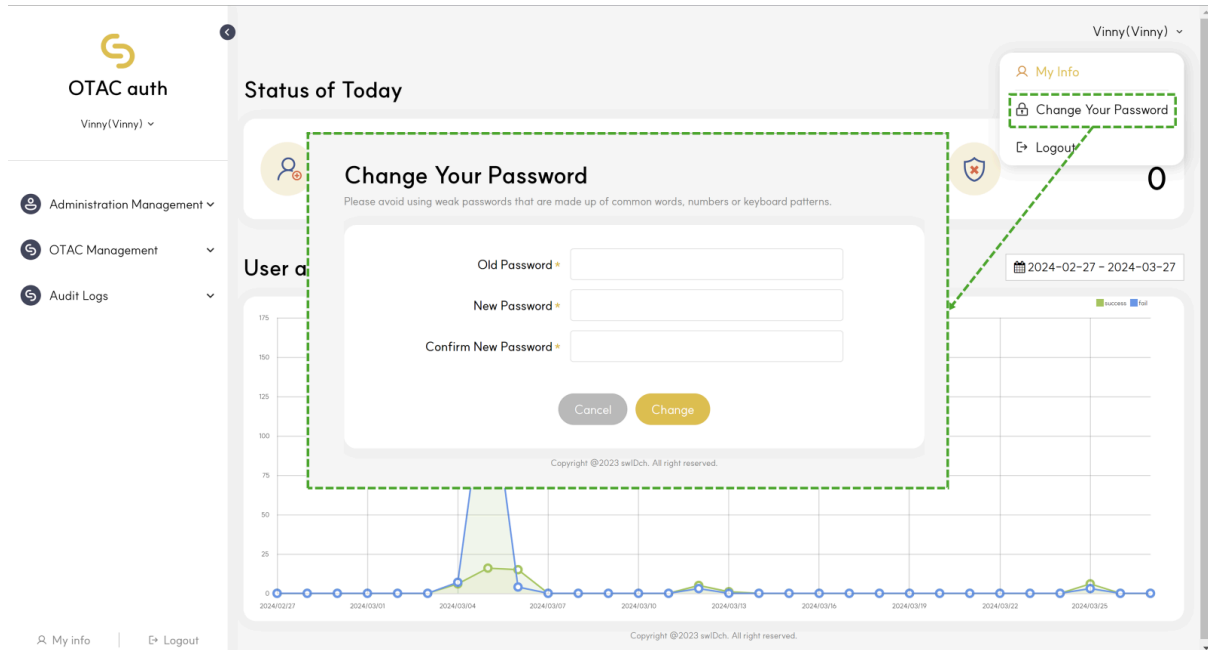 Vinny(Vinny)
OTAC auth
Vinny(Vinny)
Administration Management
OTAC Management
Audit Logs
My info
Logout
Status of Today
My Info
Change Your Password
Logout
0
Change Your Password
Please avoid using weak passwords that are made up of common words, numbers or keyboard patterns.
Old Password *
New Password *
Confirm New Password *
Cancel
Change
Copyright @2023 swIDch. All right reserved.
User a
2024-02-27 - 2024-03-27
success fail
175
150
125
100
75
50
25
0
2024/02/27 2024/03/01 2024/03/04 2024/03/07 2024/03/10 2024/03/13 2024/03/16 2024/03/19 2024/03/22 2024/03/25
Copyright @2023 swIDch. All right reserved.